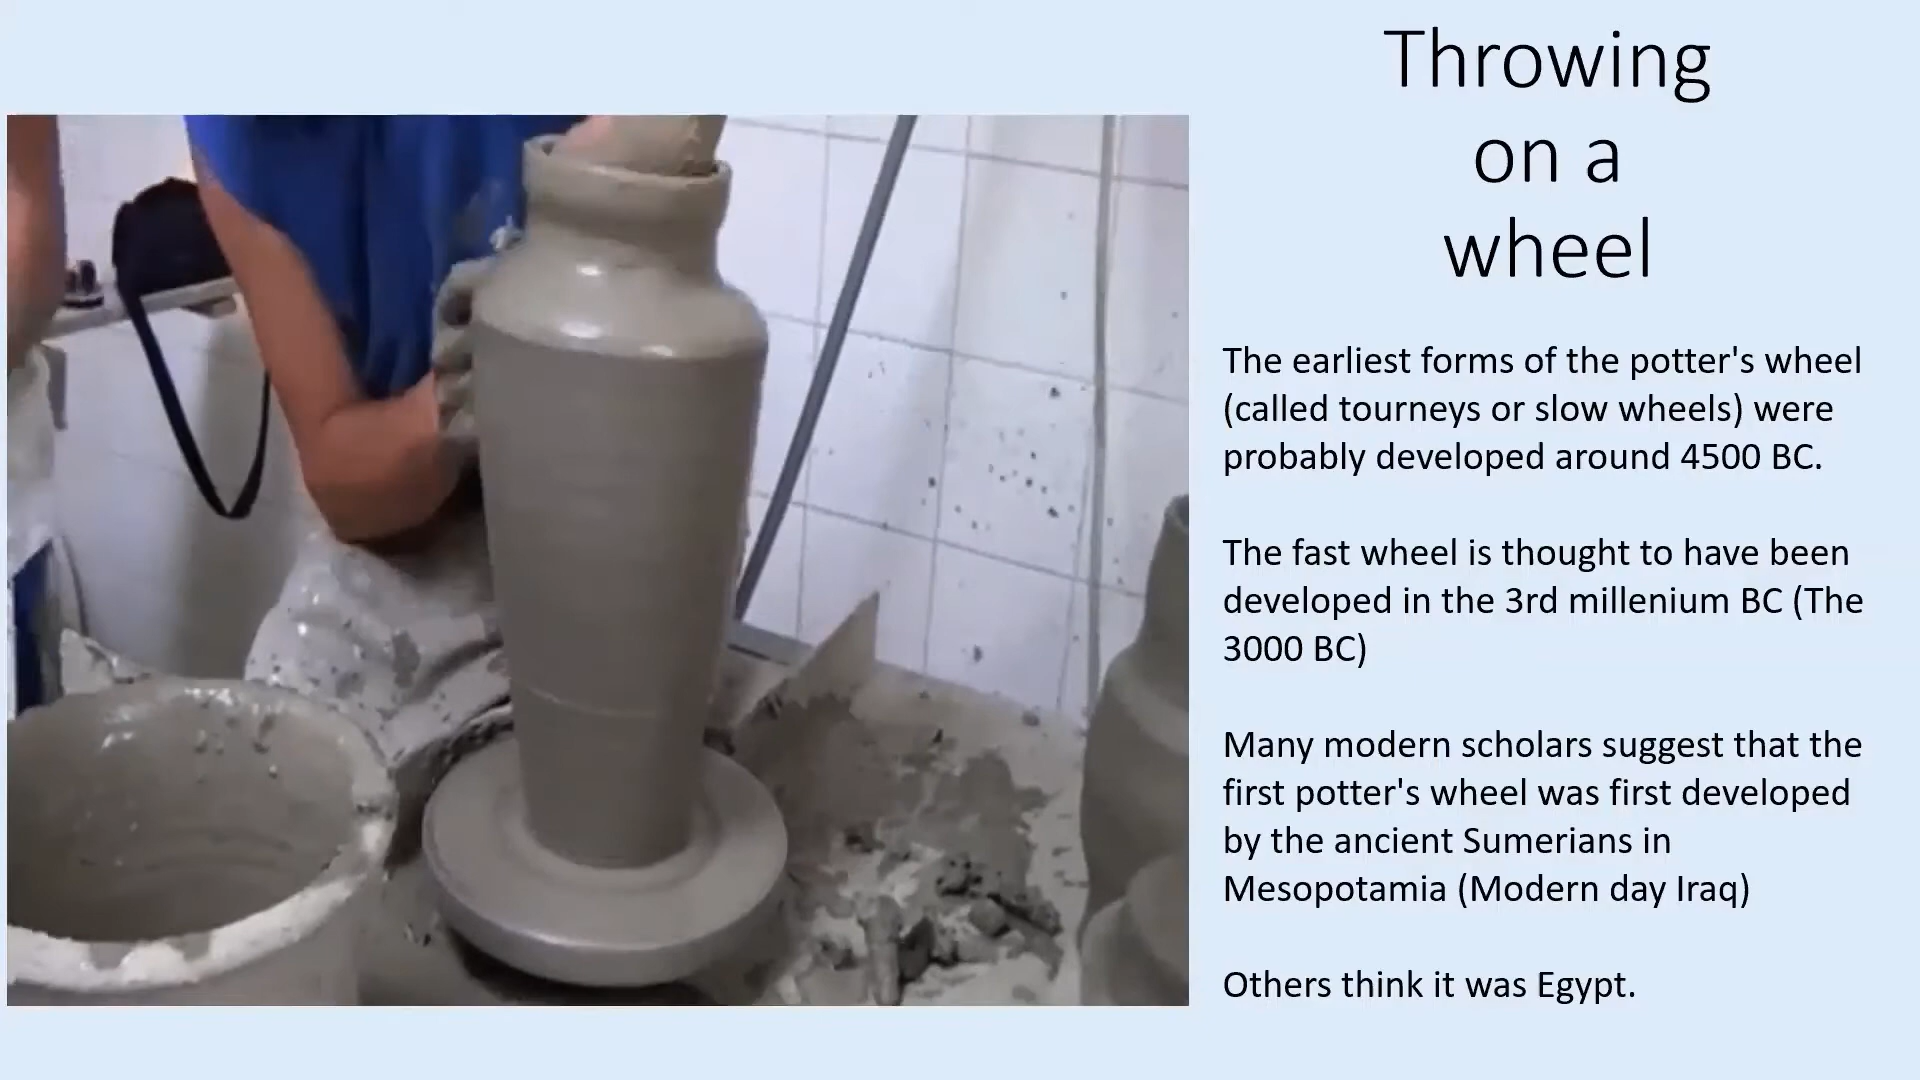 Throwing
on a
wheel
The earliest forms of the potter's wheel
(called tourneys or slow wheels) were
probably developed around 4500 BC.
The fast wheel is thought to have been
developed in the 3rd millenium BC (The
3000 BC)
Many modern scholars suggest that the
first potter's wheel was first developed
by the ancient Sumerians in
Mesopotamia (Modern day Iraq)
Others think it was Egypt.